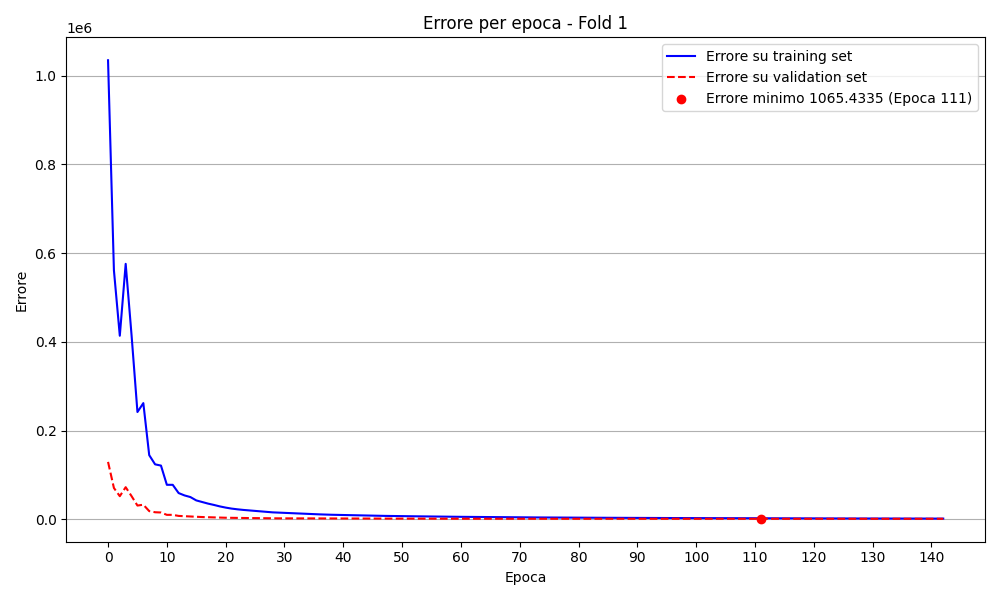 Errore per epoca - Fold 1
1e6
Errore su training set
Errore su validation set
Errore minimo 1065.4335 (Epoca 111)
1.0
0.8
0.6
0.4
0.2
0.0
Errore
0 10 20 30 40 50 60 70 80 90 100 110 120 130 140
Epoca